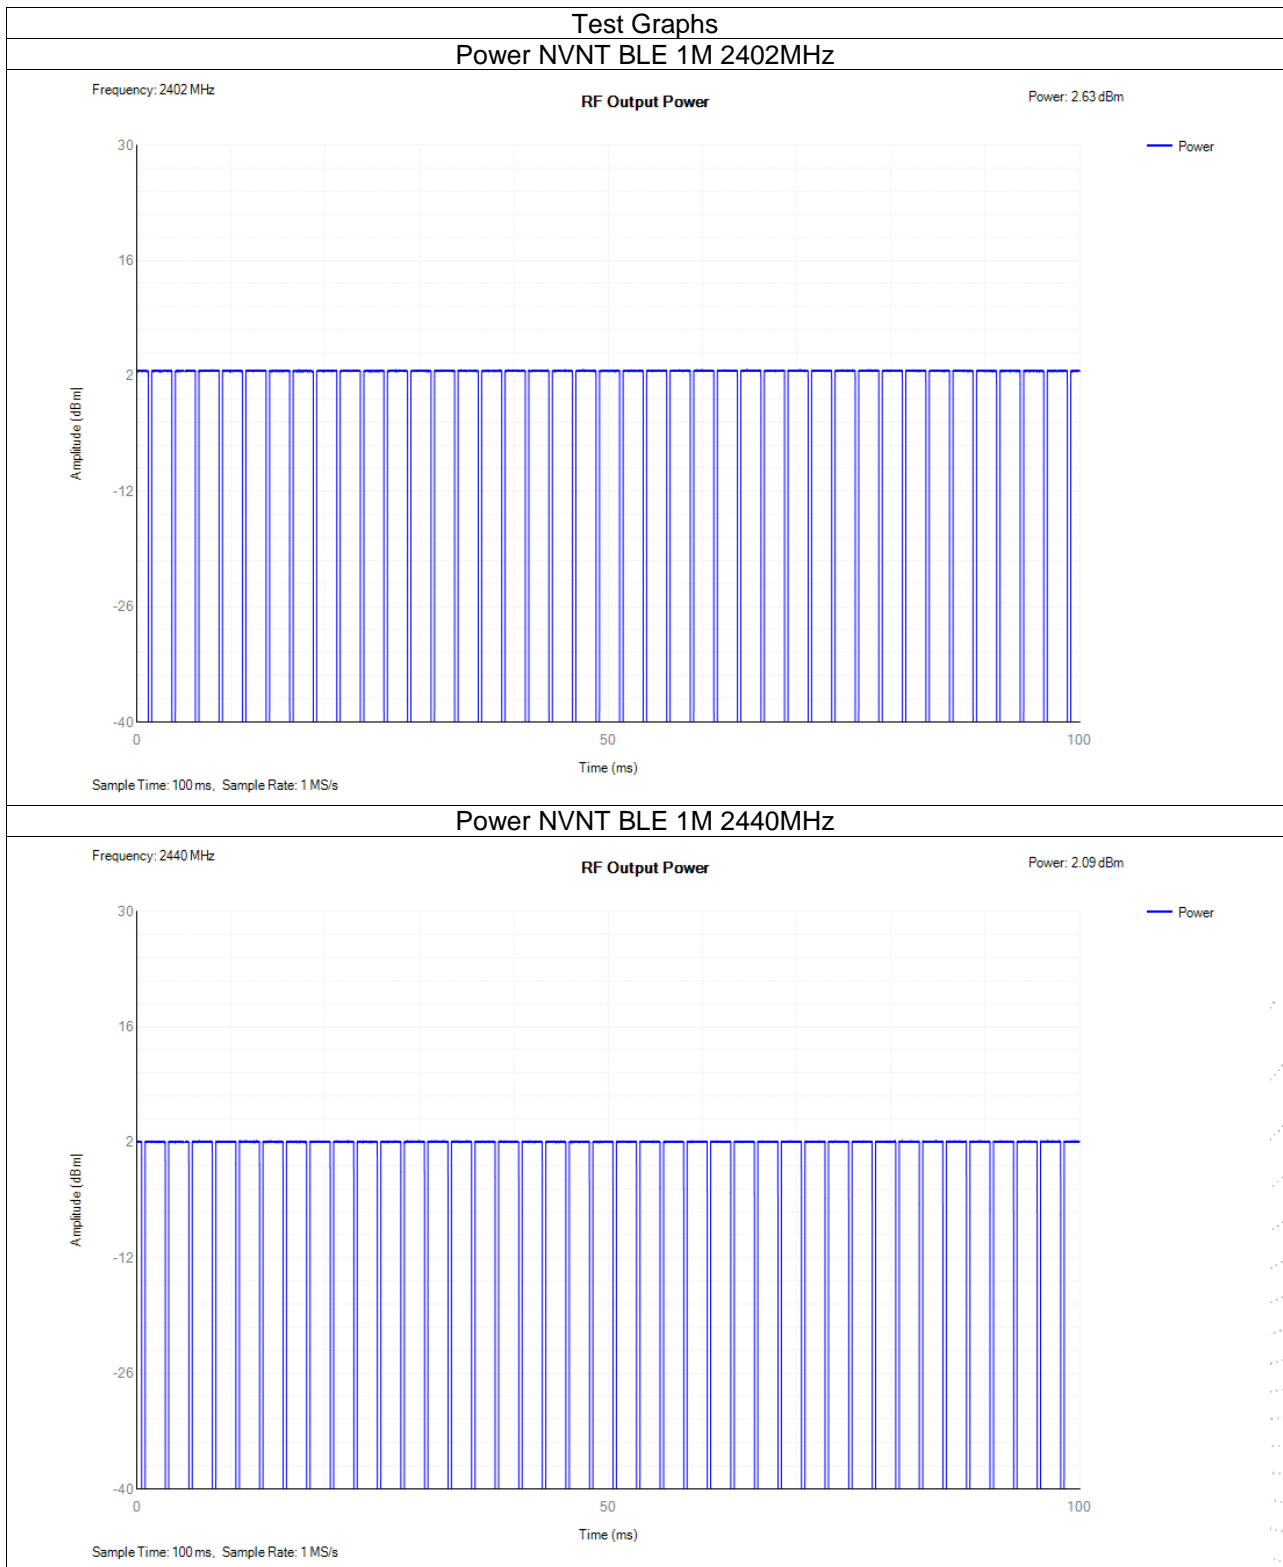 Test Graphs
Power NVNT BLE 1M 2402MHz
Frequency: 2402 MHz
RF Output Power
Power: 2.63 dBm
Power
30
16
2
-12
-26
-40
Amplitude (dBm)
0 50 100
Time (ms)
Sample Time: 100 ms, Sample Rate: 1 MS/s
Power NVNT BLE 1M 2440MHz
Frequency: 2440 MHz
RF Output Power
Power: 2.09 dBm
Power
30
16
2
-12
-26
-40
Amplitude (dBm)
0 50 100
Time (ms)
Sample Time: 100 ms, Sample Rate: 1 MS/s